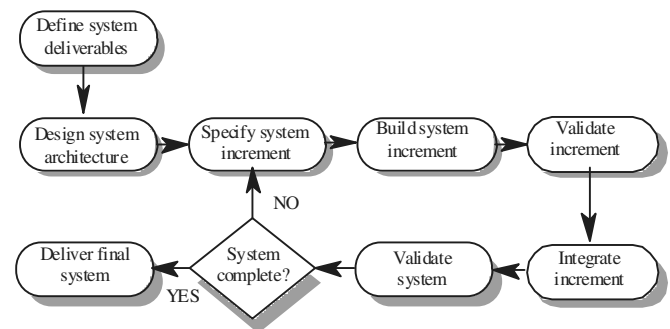 Define system
deliverables
Design system
architecture
Specify system
increment
Build system
increment
Validate
increment
NO
Deliver final
system
YES
System
complete?
Validate
system
Integrate
increment